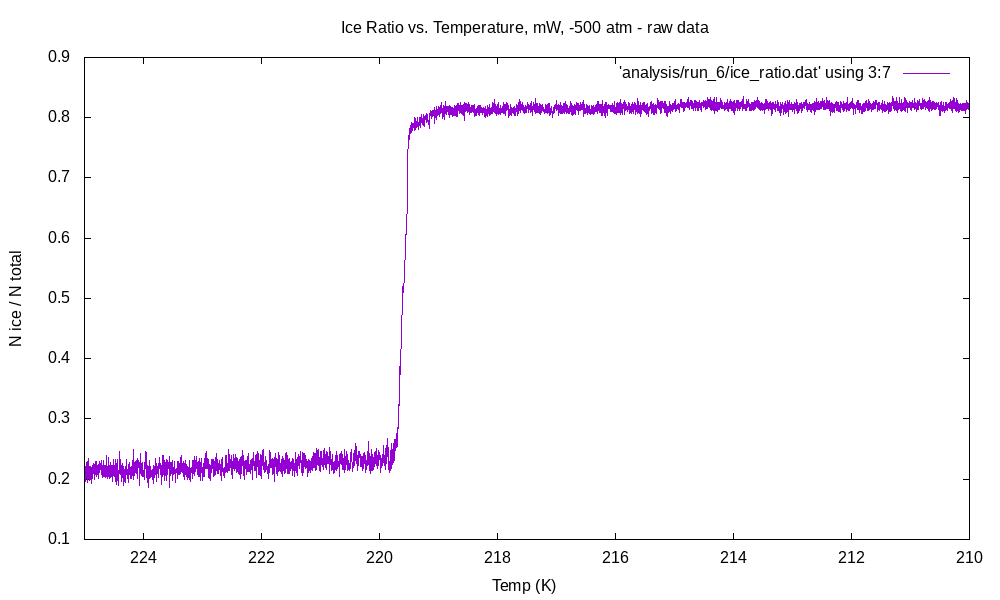 Ice Ratio vs. Temperature, mW, -500 atm - raw data
'analysis/run_6/ice_ratio.dat' using 3:7
N ice / N total
0.9
0.8
0.7
0.6
0.5
0.4
0.3
0.2
0.1
224 222 220 218 216 214 212 210
Temp (K)